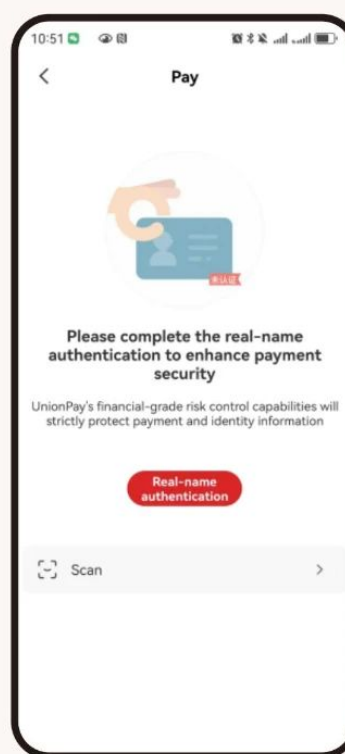 10:51
Pay
未认证
Please complete the real-name
authentication to enhance payment
security
UnionPay's financial-grade risk control capabilities will
strictly protect payment and identity information
Real-name
authentication
Scan